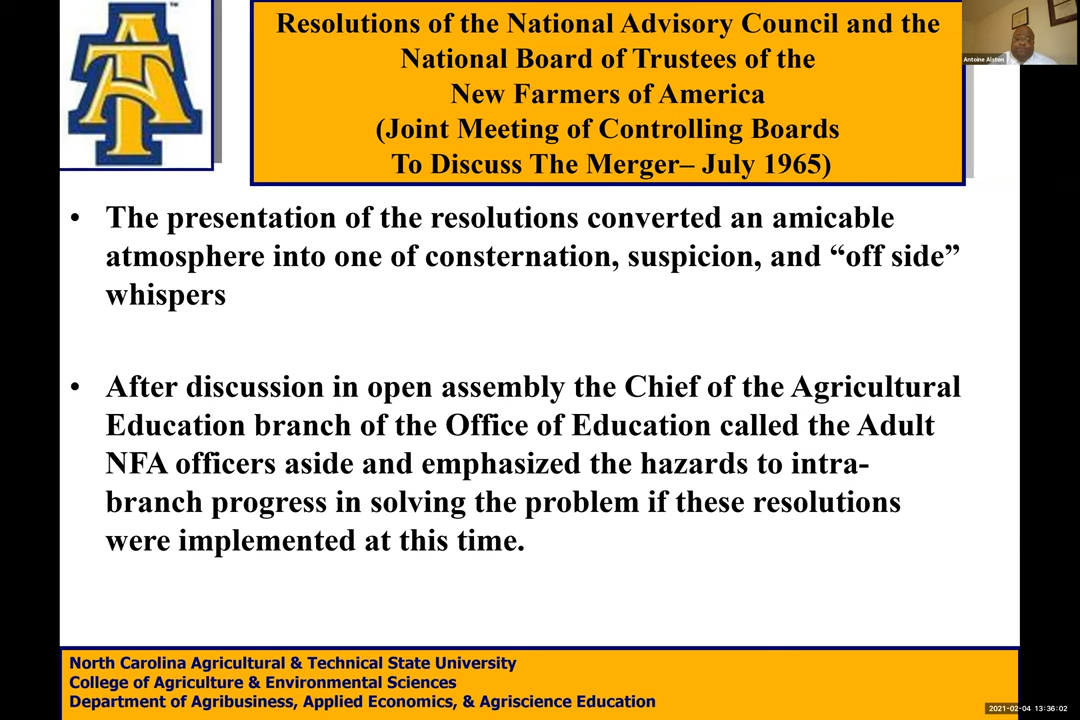 Resolutions of the National Advisory Council and the
National Board of Trustees of the
New Farmers of America
(Joint Meeting of Controlling Boards
To Discuss The Merger– July 1965)
Antoine Alston
AT
TM
• The presentation of the resolutions converted an amicable
atmosphere into one of consternation, suspicion, and “off side”
whispers
• After discussion in open assembly the Chief of the Agricultural
Education branch of the Office of Education called the Adult
NFA officers aside and emphasized the hazards to intra-
branch progress in solving the problem if these resolutions
were implemented at this time.
North Carolina Agricultural & Technical State University
College of Agriculture & Environmental Sciences
Department of Agribusiness, Applied Economics, & Agriscience Education
2021-02-04 13:36:02